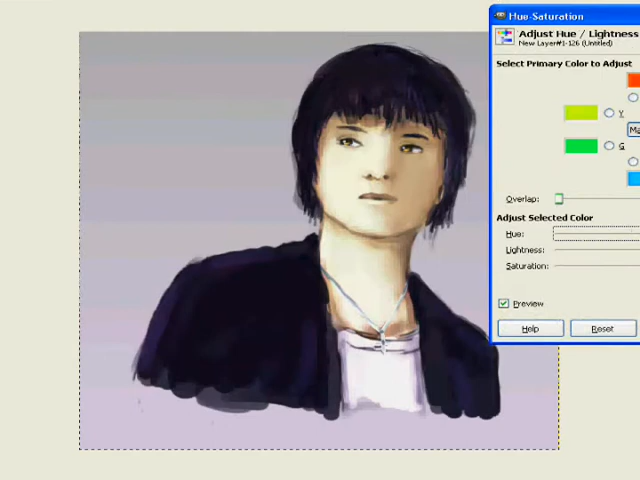 Hue-Saturation
Adjust Hue / Lightness
New Layer#1-126 (Untitled)
Select Primary Color to Adjust
Y
Ma
G
Overlap:
Adjust Selected Color
Hue:
Lightness:
Saturation:
Preview
Help
Reset